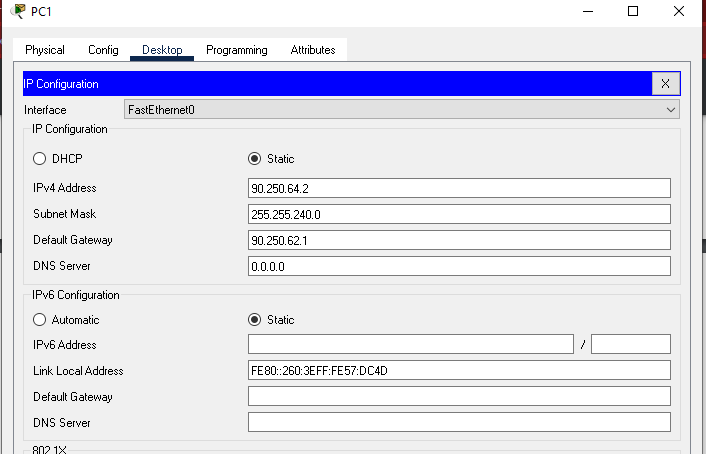 PC1
Physical Config Desktop Programming Attributes
IP Configuration X
Interface FastEthernet0
IP Configuration
DHCP Static
IPv4 Address 90.250.64.2
Subnet Mask 255.255.240.0
Default Gateway 90.250.62.1
DNS Server 0.0.0.0
IPv6 Configuration
Automatic Static
IPv6 Address /
Link Local Address FE80::260:3EFF:FE57:DC4D
Default Gateway
DNS Server
802.1X